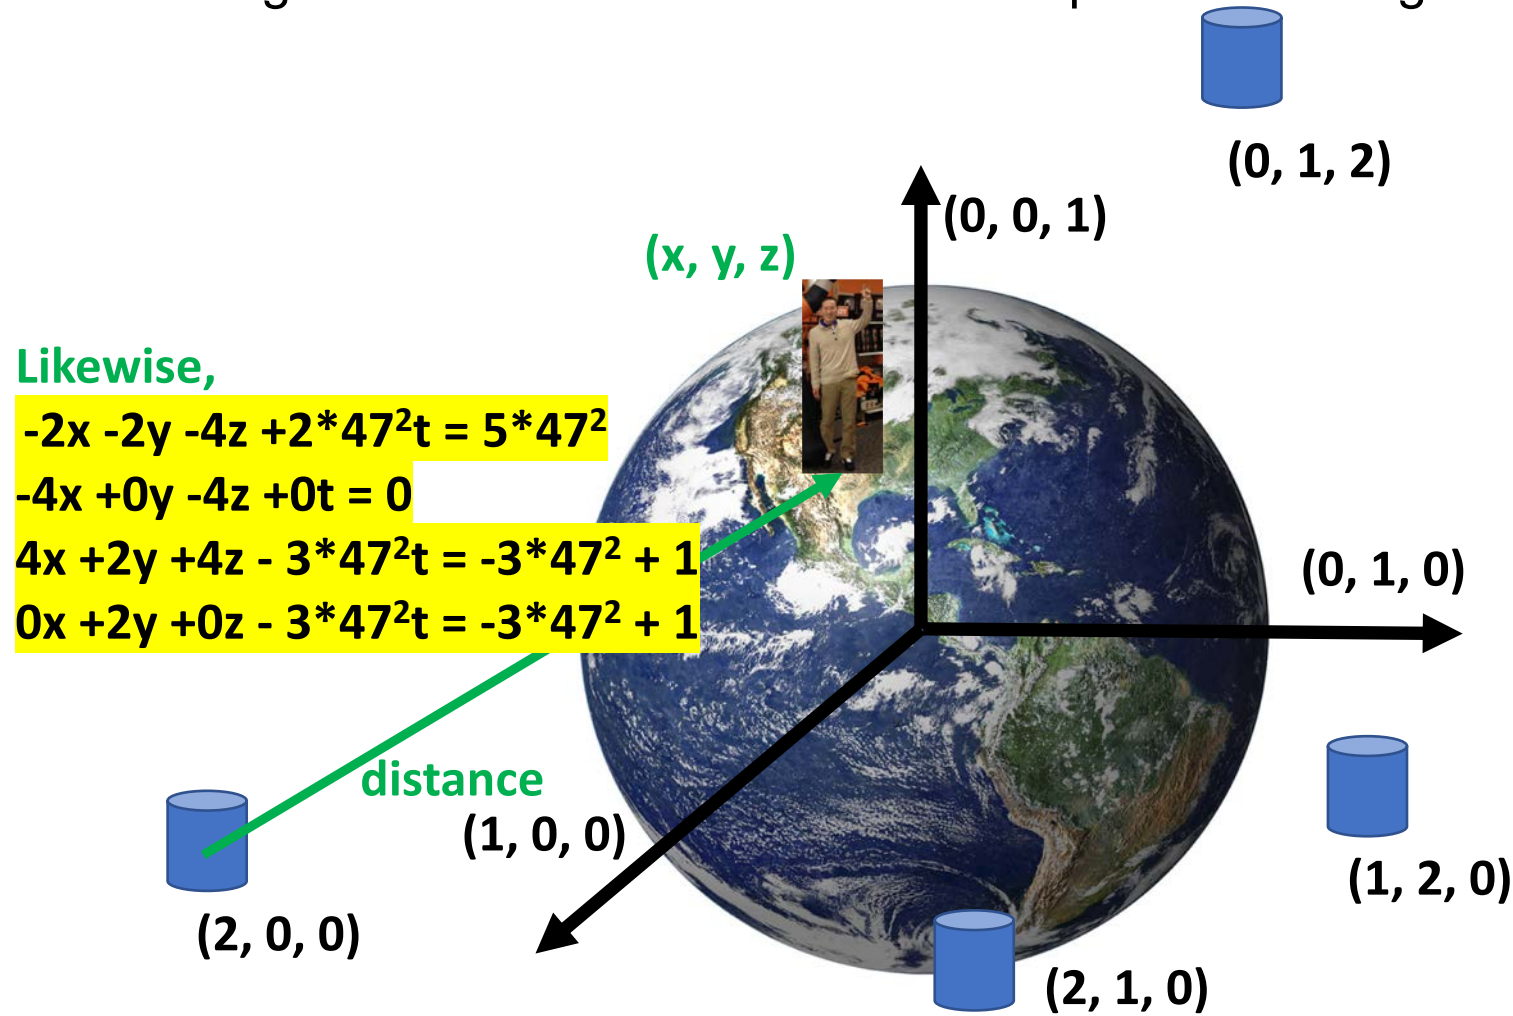 (0, 1, 2)
(0, 0, 1)
(x, y, z)
Likewise,
-2x -2y -4z +2*47²t = 5*47²
-4x +0y -4z +0t = 0
4x +2y +4z - 3*47²t = -3*47² + 1
0x +2y +0z - 3*47²t = -3*47² + 1
(0, 1, 0)
distance
(1, 0, 0)
(1, 2, 0)
(2, 0, 0)
(2, 1, 0)